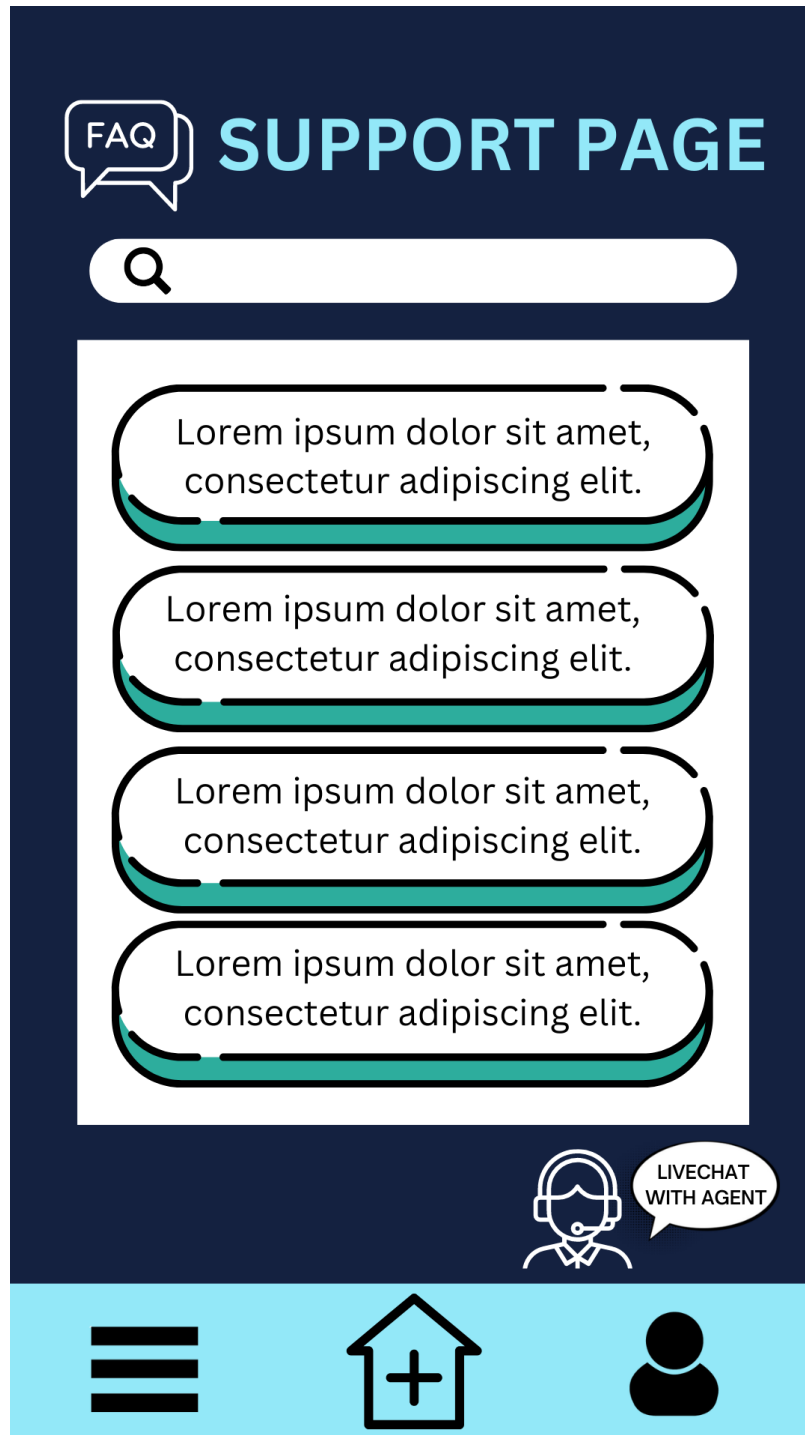 FAQ
SUPPORT PAGE
Lorem ipsum dolor sit amet,
consectetur adipiscing elit.
Lorem ipsum dolor sit amet,
consectetur adipiscing elit.
Lorem ipsum dolor sit amet,
consectetur adipiscing elit.
Lorem ipsum dolor sit amet,
consectetur adipiscing elit.
LIVECHAT
WITH AGENT